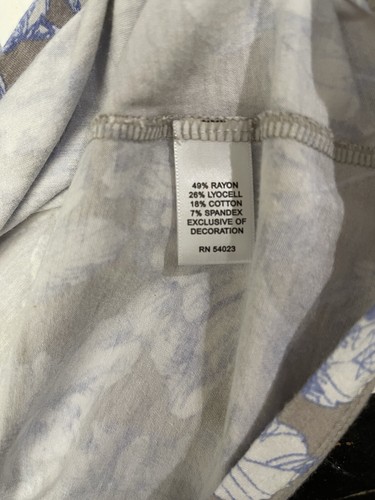 49% RAYON
26% LYOCELL
18% COTTON
7% SPANDEX
EXCLUSIVE OF
DECORATION
RN 54023